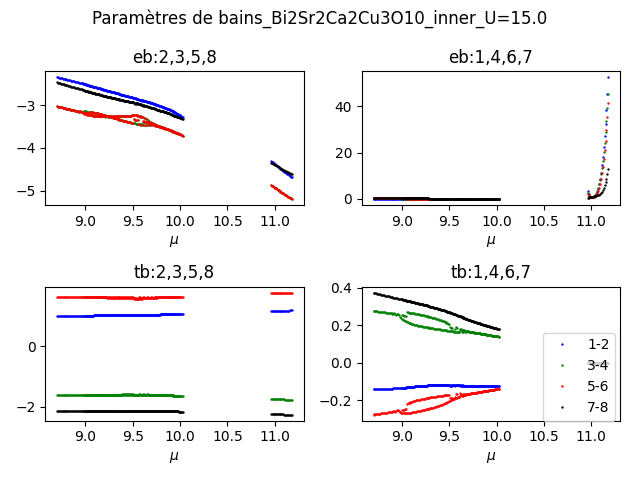 Paramètres de bains_Bi2Sr2Ca2Cu3O10_inner_U=15.0
eb:2,3,5,8
eb:1,4,6,7
−3
−4
−5
9.0 9.5 10.0 10.5 11.0
μ
40
20
0
9.0 9.5 10.0 10.5 11.0
μ
tb:2,3,5,8
tb:1,4,6,7
0
−2
9.0 9.5 10.0 10.5 11.0
μ
0.4
0.2
0.0
−0.2
9.0 9.5 10.0 10.5 11.0
μ
1-2
3-4
5-6
7-8